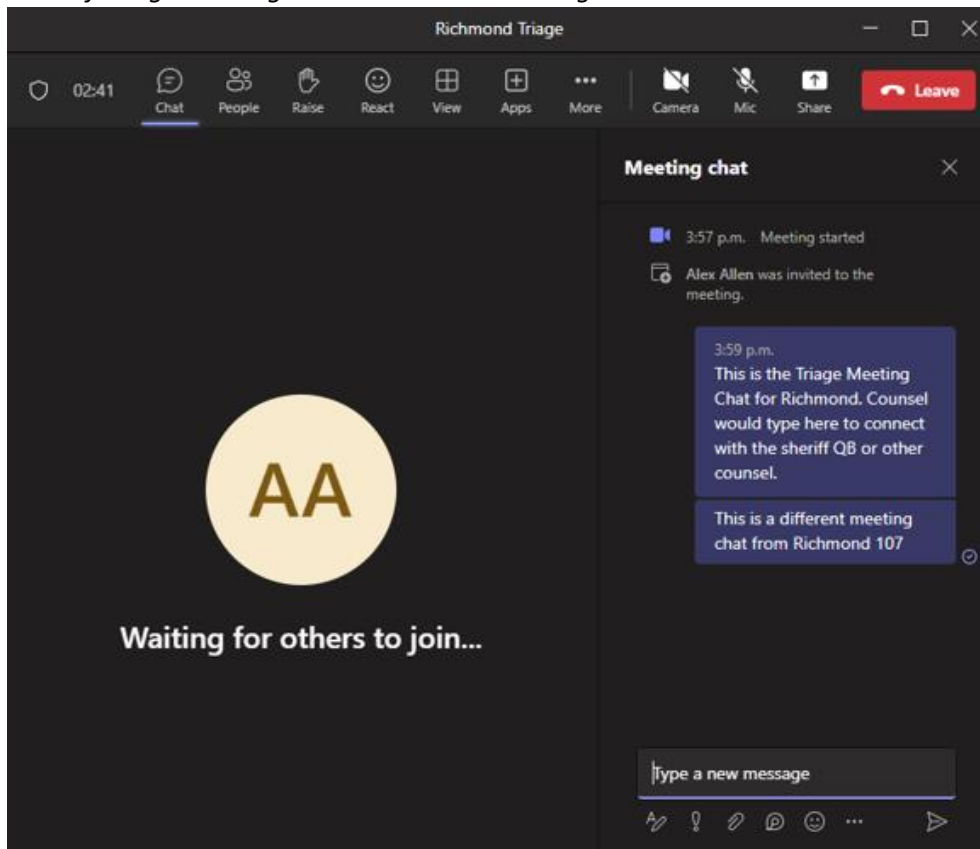 Richmond Triage
02:41
Chat
People
Raise
React
View
Apps
More
Camera
Mic
Share
Leave
Meeting chat
3:57 p.m. Meeting started
Alex Allen was invited to the
meeting.
3:59 p.m.
This is the Triage Meeting
Chat for Richmond. Counsel
would type here to connect
with the sheriff QB or other
counsel.
This is a different meeting
chat from Richmond 107
AA
Waiting for others to join...
Type a new message